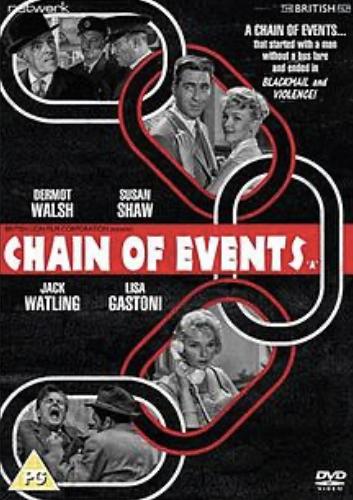 network
THE BRITISH FILM
A CHAIN OF EVENTS...
that started with a man
without a bus fare
and ended in
BLACKMAIL and
VIOLENCE!
DERMOT
WALSH
SUSAN
SHAW
BRITISH LION FILM CORPORATION presents
CHAIN OF EVENTS 'A'
JACK
WATLING
LISA
GASTONI
PG
DVD
VIDEO